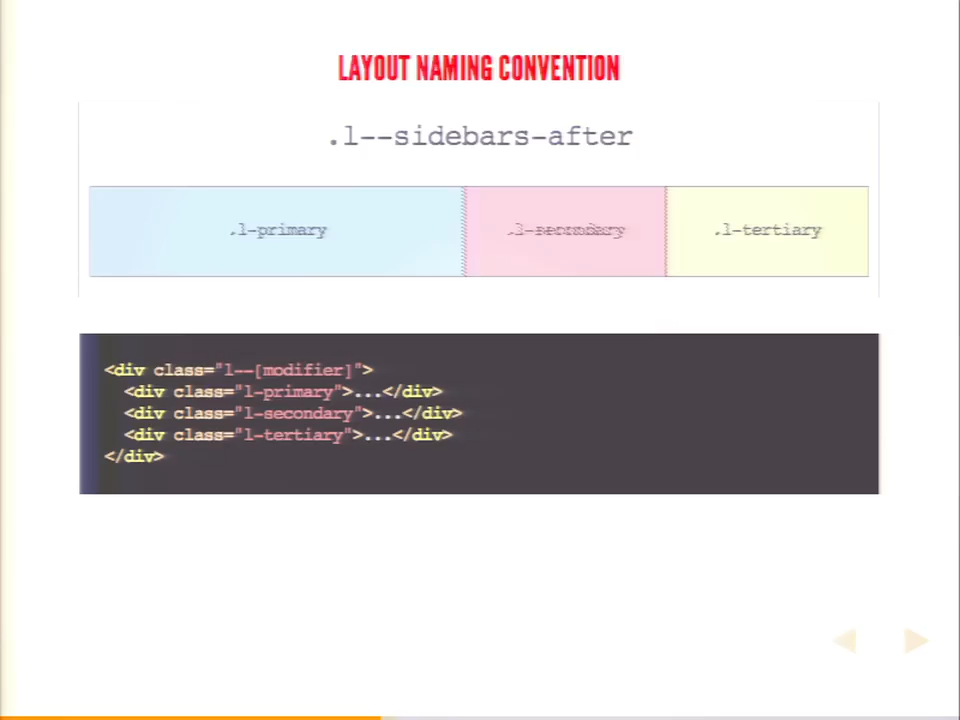 LAYOUT NAMING CONVENTION
.l--sidebars-after
.l-primary .l-secondary .l-tertiary
<div class="l--[modifier]">
<div class="l-primary">...</div>
<div class="l-secondary">...</div>
<div class="l-tertiary">...</div>
</div>